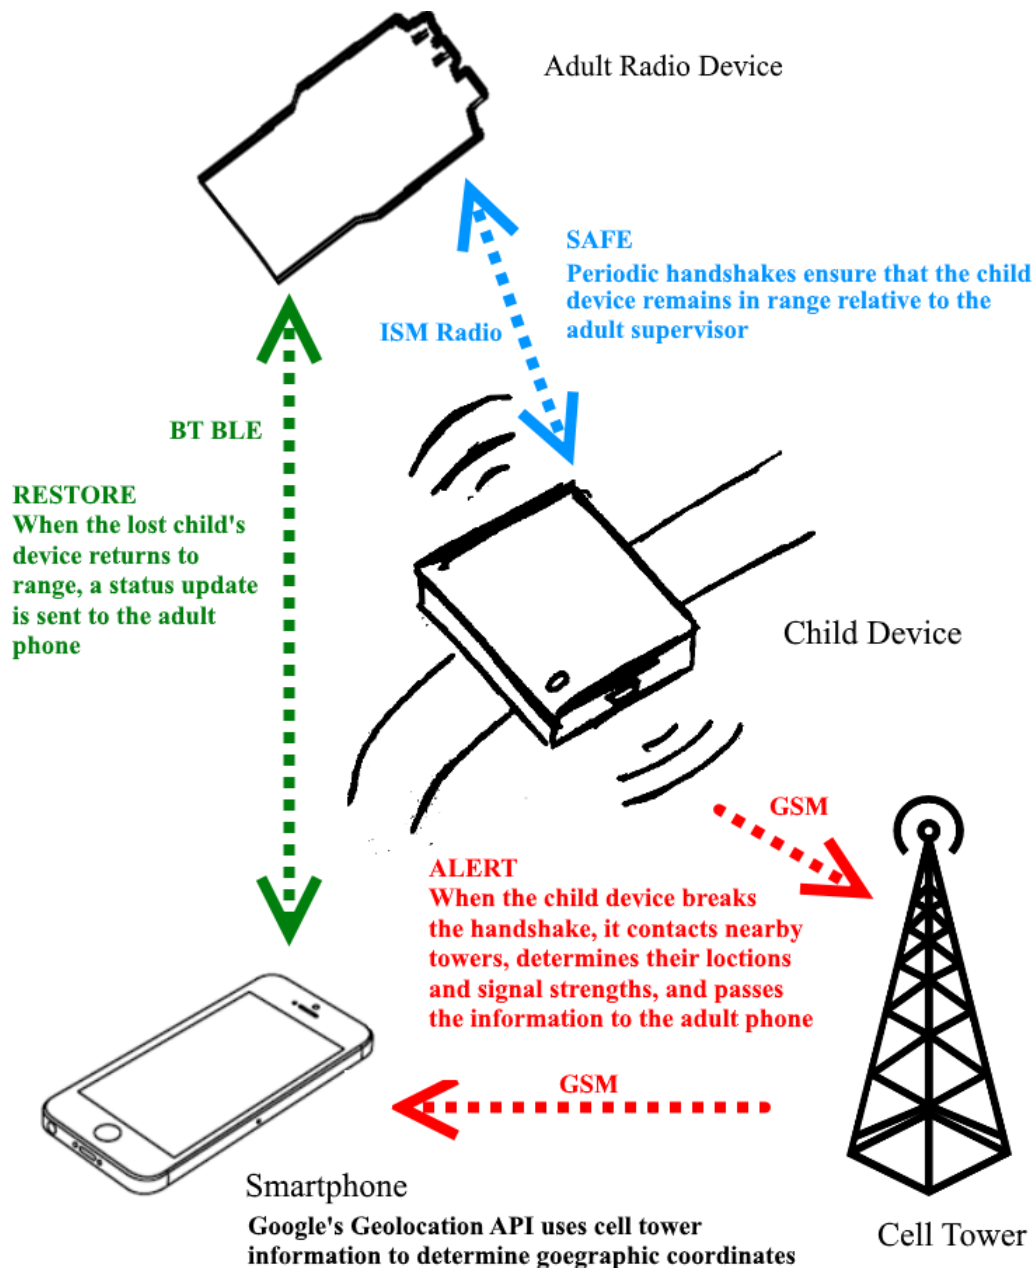 Adult Radio Device
SAFE
Periodic handshakes ensure that the child
device remains in range relative to the
adult supervisor
ISM Radio
BT BLE
RESTORE
When the lost child's
device returns to
range, a status update
is sent to the adult
phone
Child Device
GSM
ALERT
When the child device breaks
the handshake, it contacts nearby
towers, determines their loctions
and signal strengths, and passes
the information to the adult phone
GSM
Smartphone
Google's Geolocation API uses cell tower
information to determine goegraphic coordinates
Cell Tower